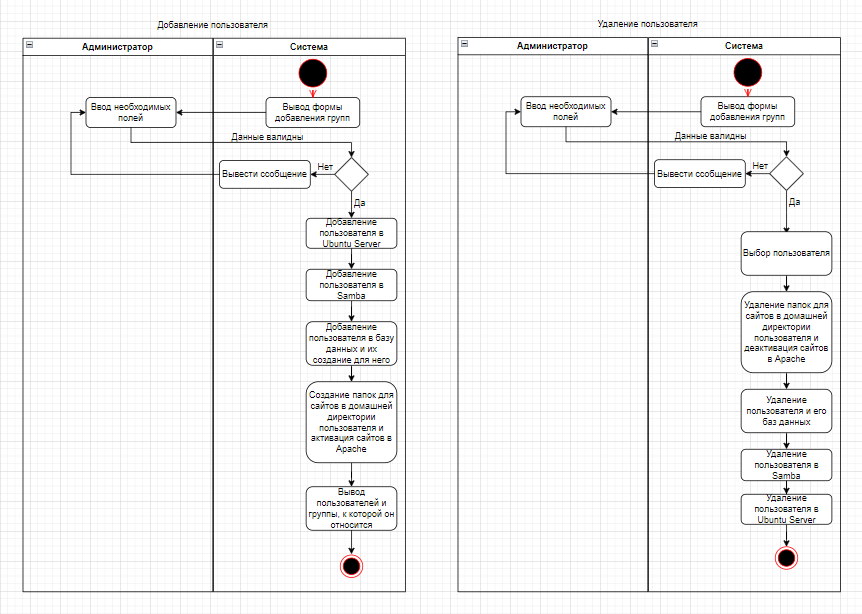 Добавление пользователя
Администратор
Система
Ввод необходимых
полей
Вывод формы
добавления групп
Данные валидны
Вывести ссобщение
Нет
Да
Добавление
пользователя в
Ubuntu Server
Добавление
пользователя в
Samba
Добавление
пользователя в базу
данных и их
создание для него
Создание папок для
сайтов в домашней
директории
пользователя и
активация сайтов в
Apache
Вывод
пользователей и
группы, к которой он
относится
Удаление пользователя
Администратор
Система
Ввод необходимых
полей
Вывод формы
добавления групп
Данные валидны
Вывести ссобщение
Нет
Да
Выбор пользователя
Удаление папок для
сайтов в домашней
директории
пользователя и
деактивация сайтов
в Apache
Удаление
пользователя и его
баз данных
Удаление
пользователя в
Samba
Удаление
пользователя в
Ubuntu Server